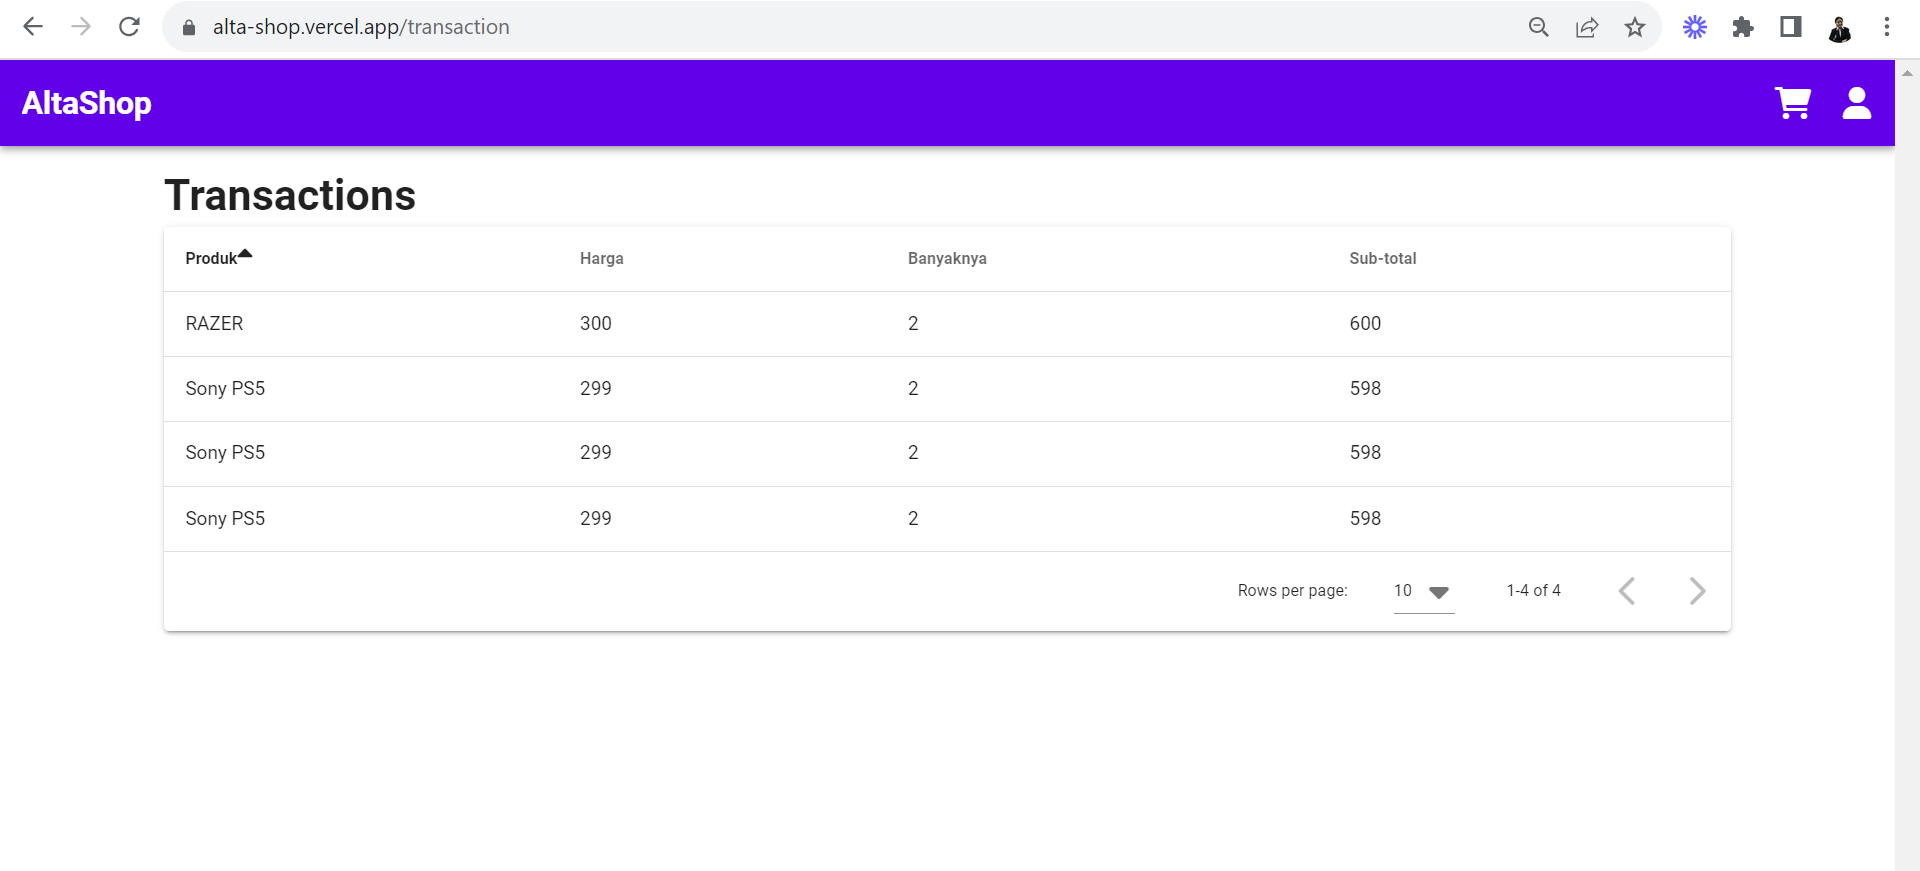 alta-shop.vercel.app/transaction
AltaShop
Transactions
Produk Harga Banyaknya Sub-total
RAZER 300 2 600
Sony PS5 299 2 598
Sony PS5 299 2 598
Sony PS5 299 2 598
Rows per page: 10 1-4 of 4